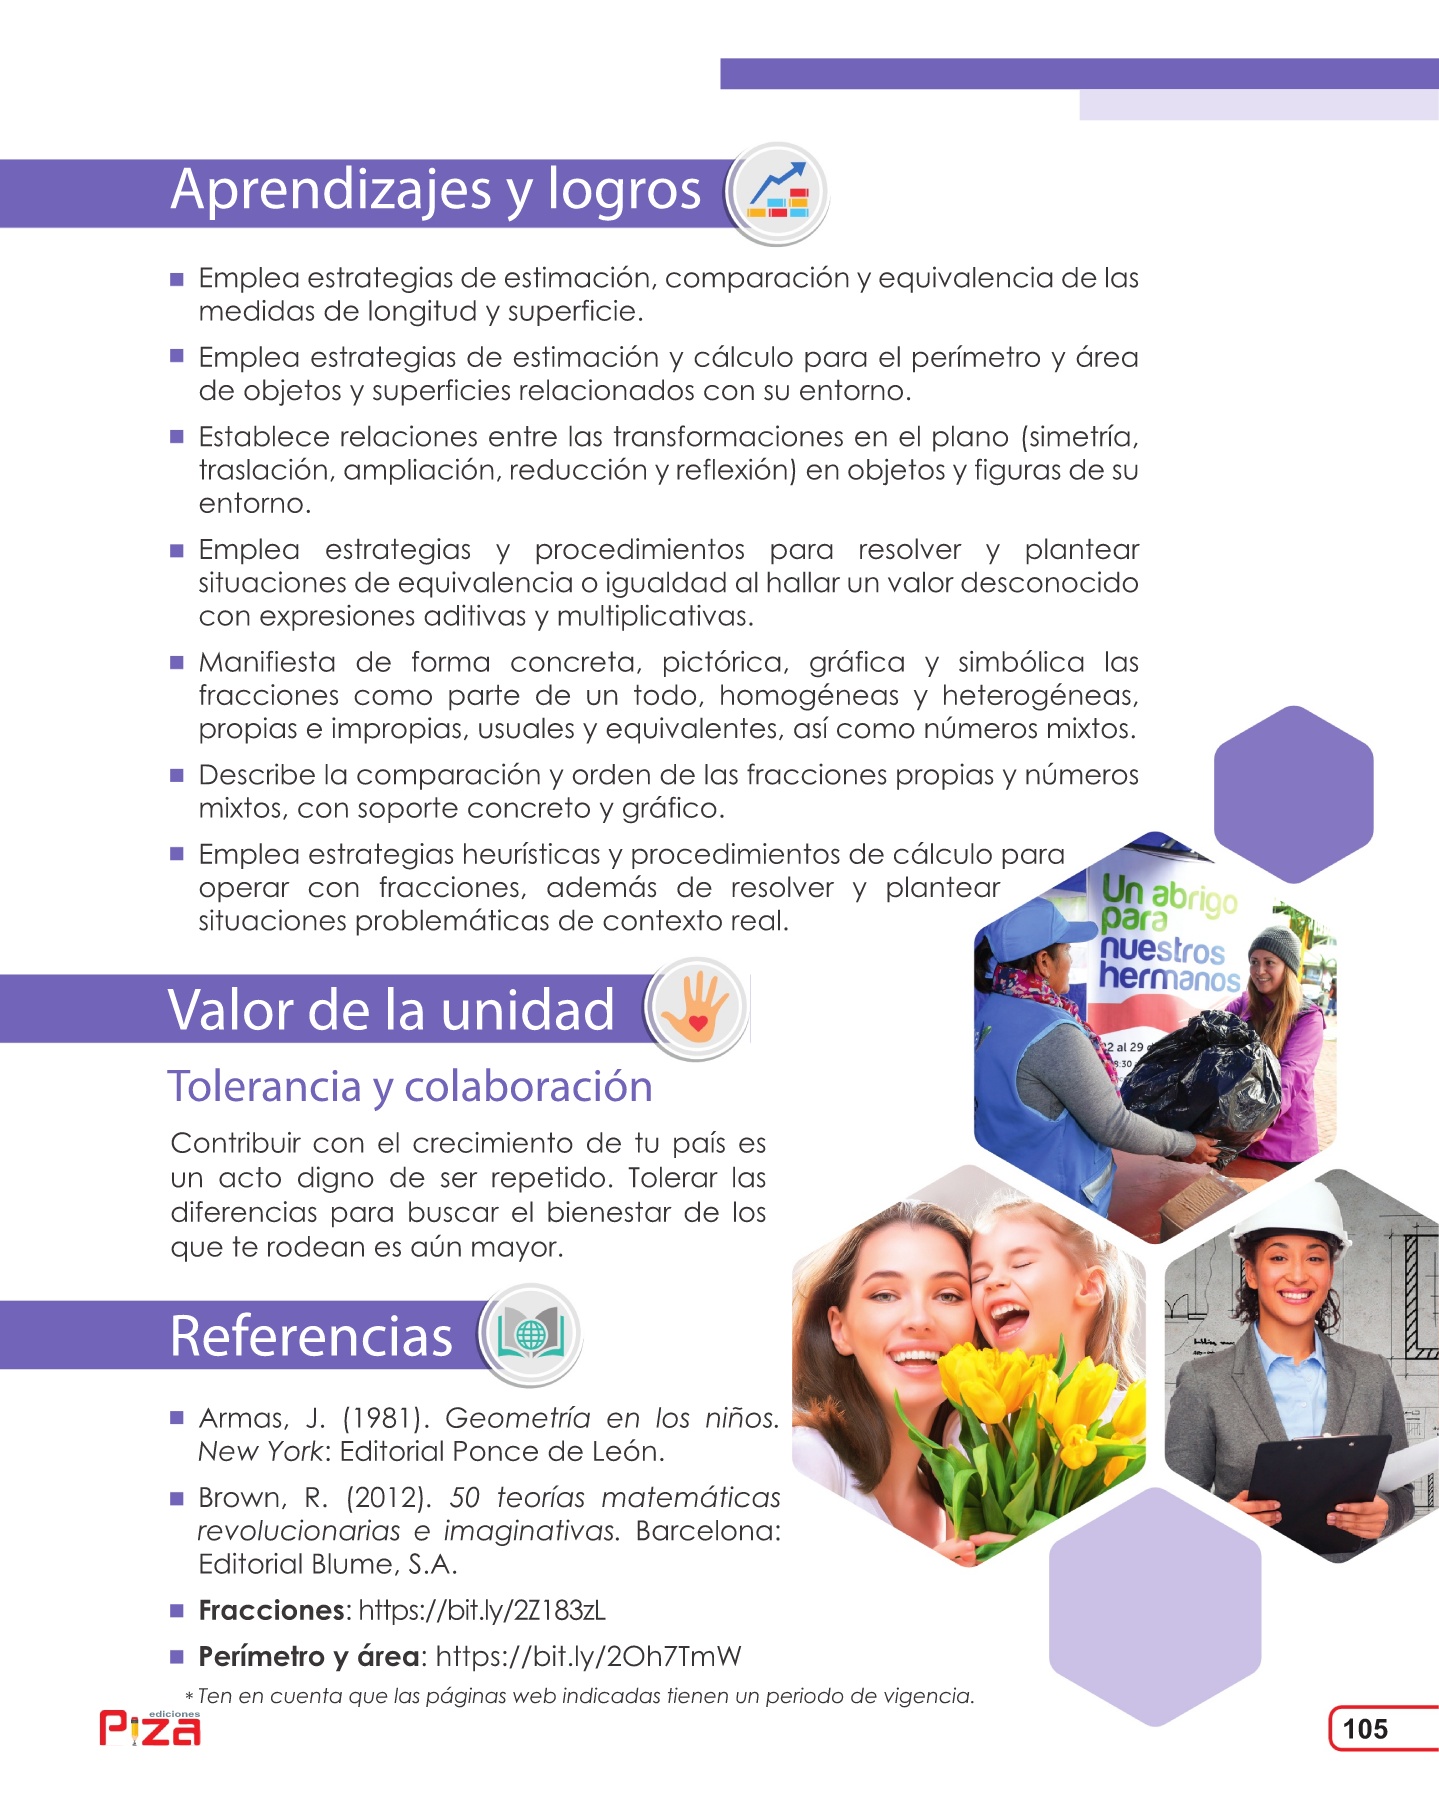 Aprendizajes y logros
Emplea estrategias de estimación, comparación y equivalencia de las
medidas de longitud y superficie.
Emplea estrategias de estimación y cálculo para el perímetro y área
de objetos y superficies relacionados con su entorno.
Establece relaciones entre las transformaciones en el plano (simetría,
traslación, ampliación, reducción y reflexión) en objetos y figuras de su
entorno.
Emplea estrategias y procedimientos para resolver y plantear
situaciones de equivalencia o igualdad al hallar un valor desconocido
con expresiones aditivas y multiplicativas.
Manifiesta de forma concreta, pictórica, gráfica y simbólica las
fracciones como parte de un todo, homogéneas y heterogéneas,
propias e impropias, usuales y equivalentes, así como números mixtos.
Describe la comparación y orden de las fracciones propias y números
mixtos, con soporte concreto y gráfico.
Emplea estrategias heurísticas y procedimientos de cálculo para
operar con fracciones, además de resolver y plantear
situaciones problemáticas de contexto real.
Un abrigo
para
nuestros
hermanos
2 al 29
8:30
Valor de la unidad
Tolerancia y colaboración
Contribuir con el crecimiento de tu país es
un acto digno de ser repetido. Tolerar las
diferencias para buscar el bienestar de los
que te rodean es aún mayor.
Referencias
Armas, J. (1981). Geometría en los niños.
New York: Editorial Ponce de León.
Brown, R. (2012). 50 teorías matemáticas
revolucionarias e imaginativas. Barcelona:
Editorial Blume, S.A.
Fracciones: https://bit.ly/2Z183zL
Perímetro y área: https://bit.ly/2Oh7TmW
* Ten en cuenta que las páginas web indicadas tienen un periodo de vigencia.
ediciones
Piza
105